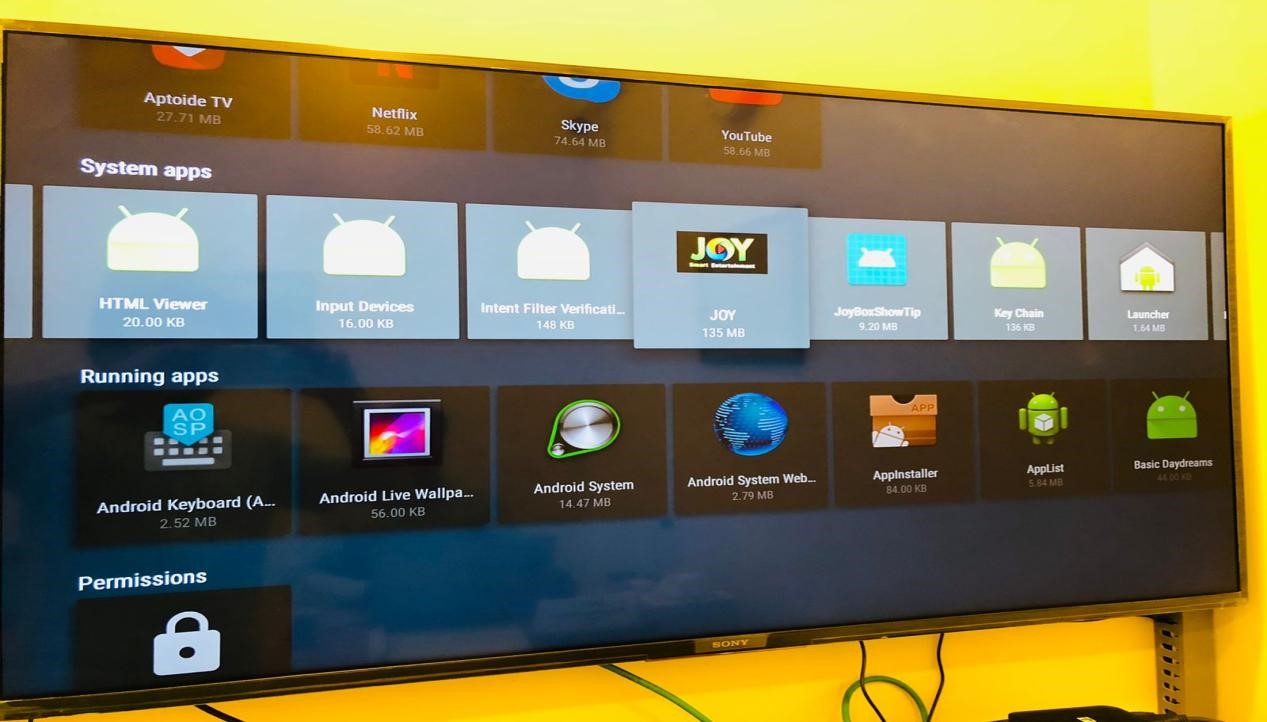 Aptoide TV
27.71 MB
Netflix
58.62 MB
Skype
74.64 MB
YouTube
58.66 MB
System apps
HTML Viewer
20.00 KB
Input Devices
16.00 KB
Intent Filter Verificati...
148 KB
JOY
Smart Entertainment
JOY
135 MB
JoyBoxShowTip
9.20 MB
Key Chain
136 KB
Launcher
1.64 MB
Running apps
AO
SP
Android Keyboard (A...
2.52 MB
Android Live Wallpa...
56.00 KB
Android System
14.47 MB
Android System Web...
2.79 MB
APP
AppInstaller
84.00 KB
AppList
5.84 MB
Basic Daydreams
44.00 KB
Permissions
SONY